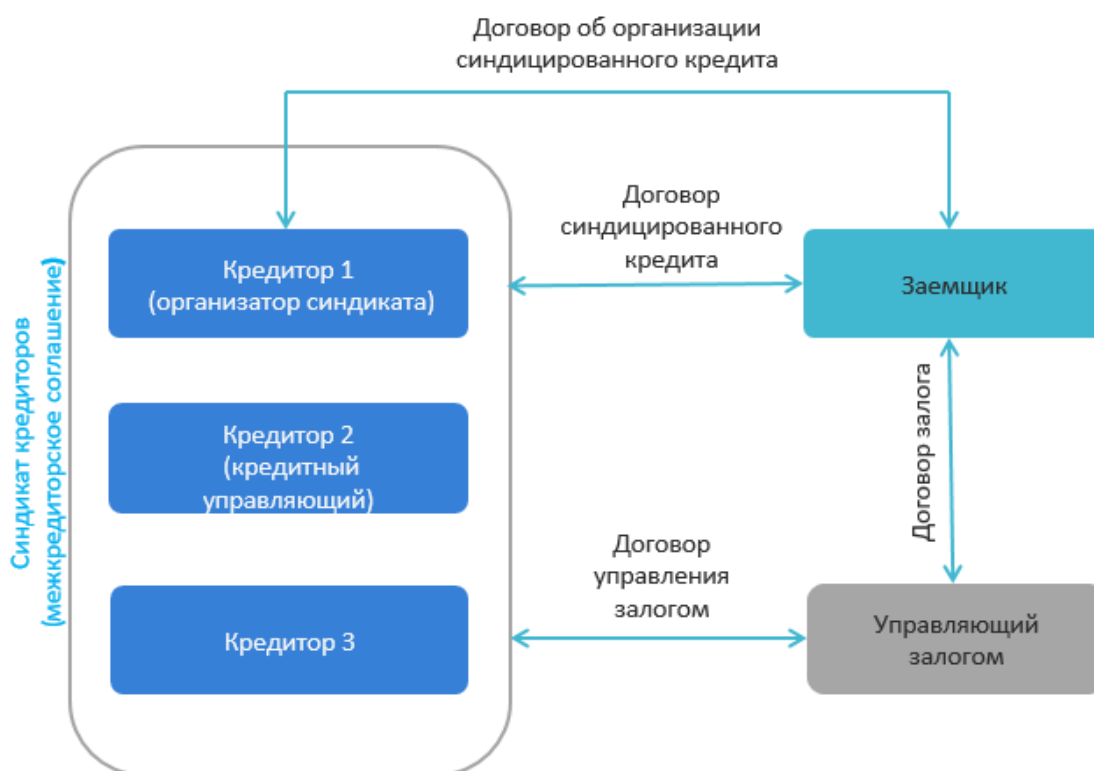 Договор об организации
синдицированного кредита
Синдикат кредиторов
(межкредиторское соглашение)
Кредитор 1
(организатор синдиката)
Договор
синдицированного
кредита
Заемщик
Кредитор 2
(кредитный
управляющий)
Договор залога
Договор
управления
залогом
Кредитор 3
Управляющий
залогом